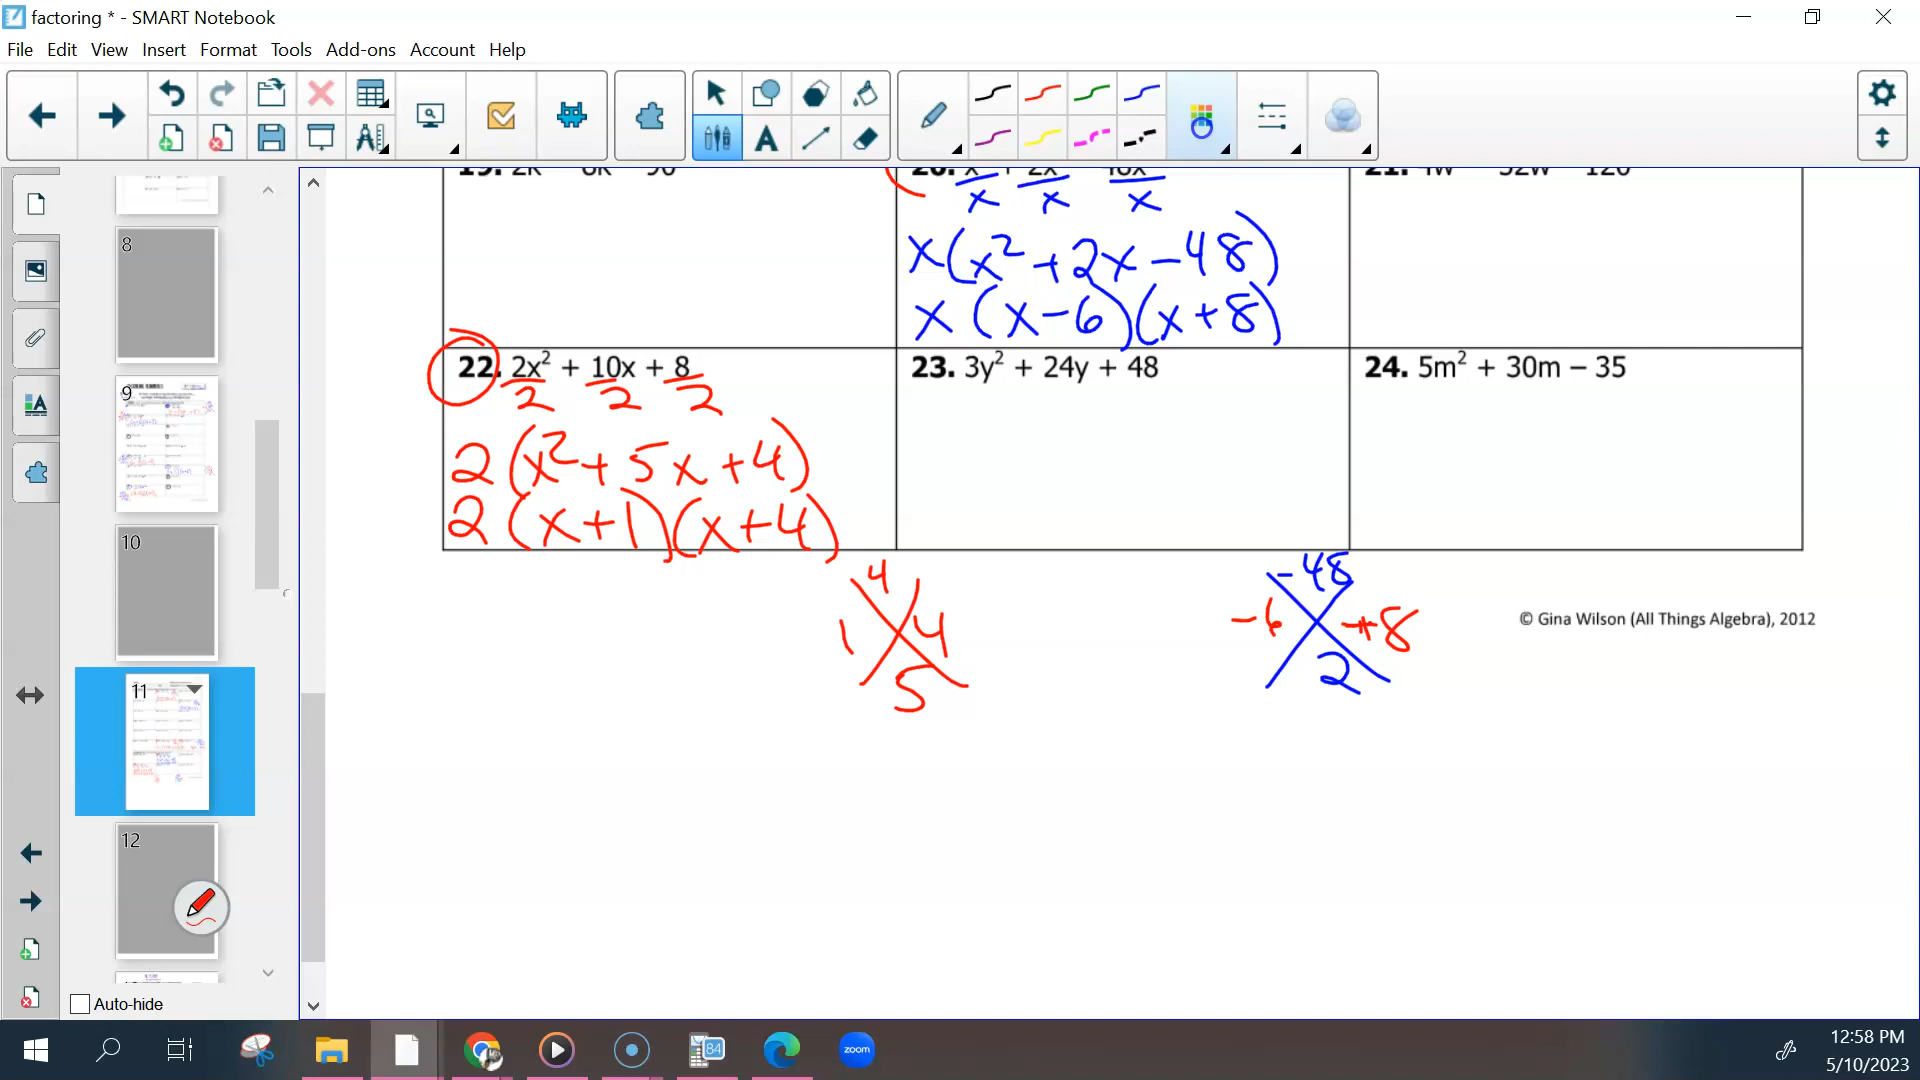 factoring * - SMART Notebook
File Edit View Insert Format Tools Add-ons Account Help
x x x
x(x² + 2x - 48)
x (x - 6)(x + 8)
22. 2x² + 10x + 8
2 2 2
2 (x² + 5x + 4)
2 (x + 1)(x + 4)
23. 3y² + 24y + 48
24. 5m² + 30m – 35
4
1 4
5
-48
-6 +8
2
© Gina Wilson (All Things Algebra), 2012
8
9
10
11
12
Auto-hide
84
zoom
12:58 PM
5/10/2023